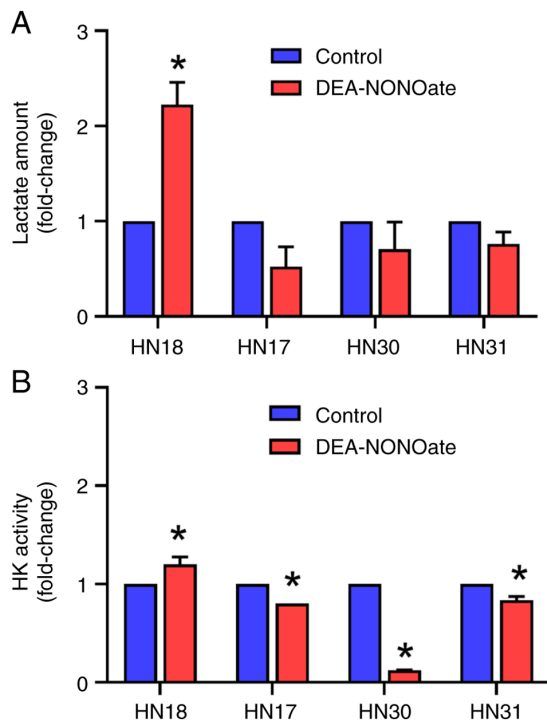 A
Lactate amount
(fold-change)
3
2
1
0
*
Control
DEA-NONOate
HN18 HN17 HN30 HN31
B
HK activity
(fold-change)
3
2
1
0
Control
DEA-NONOate
* * * *
HN18 HN17 HN30 HN31